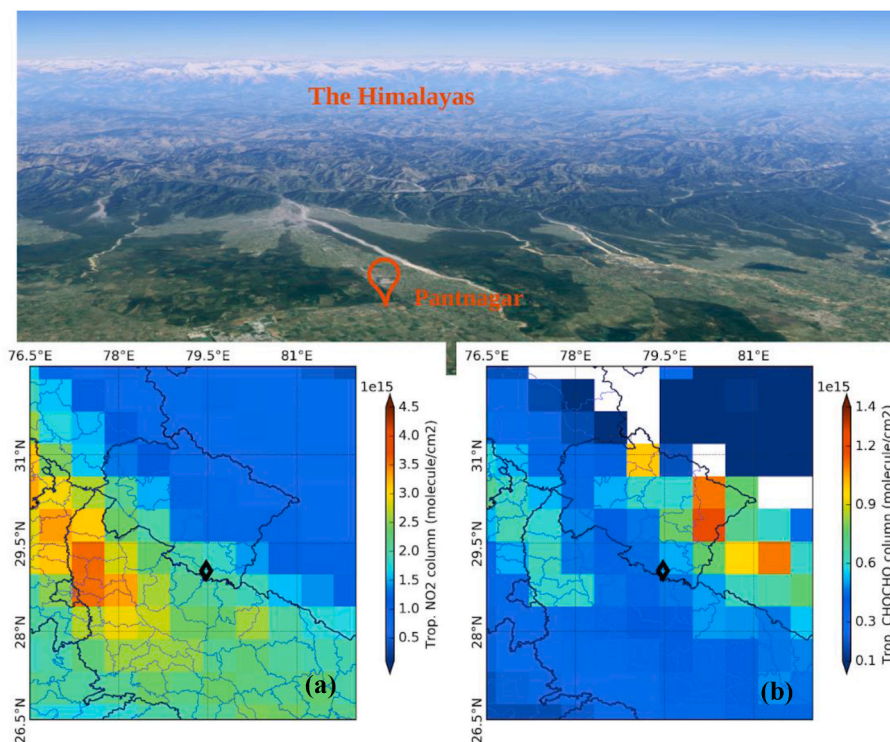 The Himalayas
Pantnagar
76.5°E 78°E 79.5°E 81°E
76.5°E 78°E 79.5°E 81°E
1e15
1e15
31°N
29.5°N
28°N
26.5°N
4.5
4.0
3.5
3.0
2.5
2.0
1.5
1.0
0.5
Trop. NO2 column (molecule/cm2)
(a)
31°N
29.5°N
28°N
26.5°N
1.4
1.2
0.9
0.6
0.3
0.1
Trop. CHOCHO column (molecule/cm2)
(b)